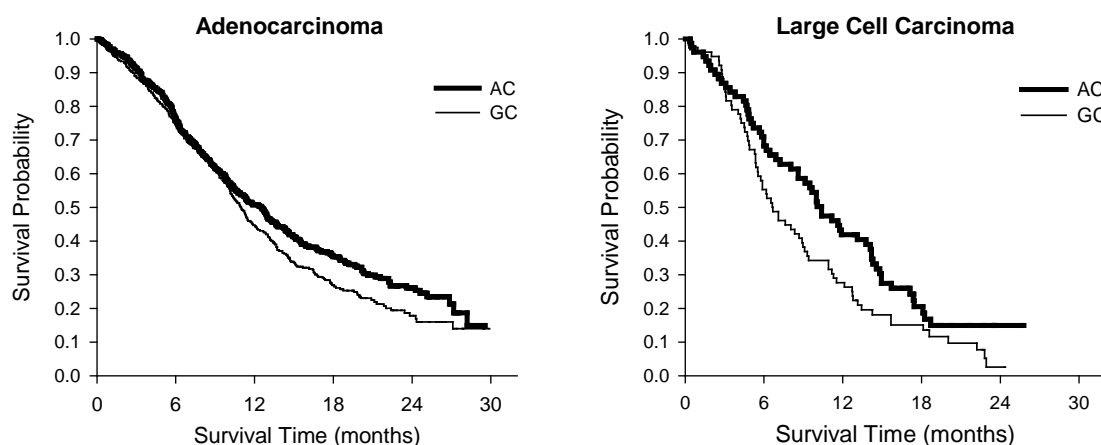 Adenocarcinoma
Survival Probability
1.0
0.9
0.8
0.7
0.6
0.5
0.4
0.3
0.2
0.1
0.0
AC
GC
0 6 12 18 24 30
Survival Time (months)
Large Cell Carcinoma
Survival Probability
1.0
0.9
0.8
0.7
0.6
0.5
0.4
0.3
0.2
0.1
0.0
AC
GC
0 6 12 18 24 30
Survival Time (months)